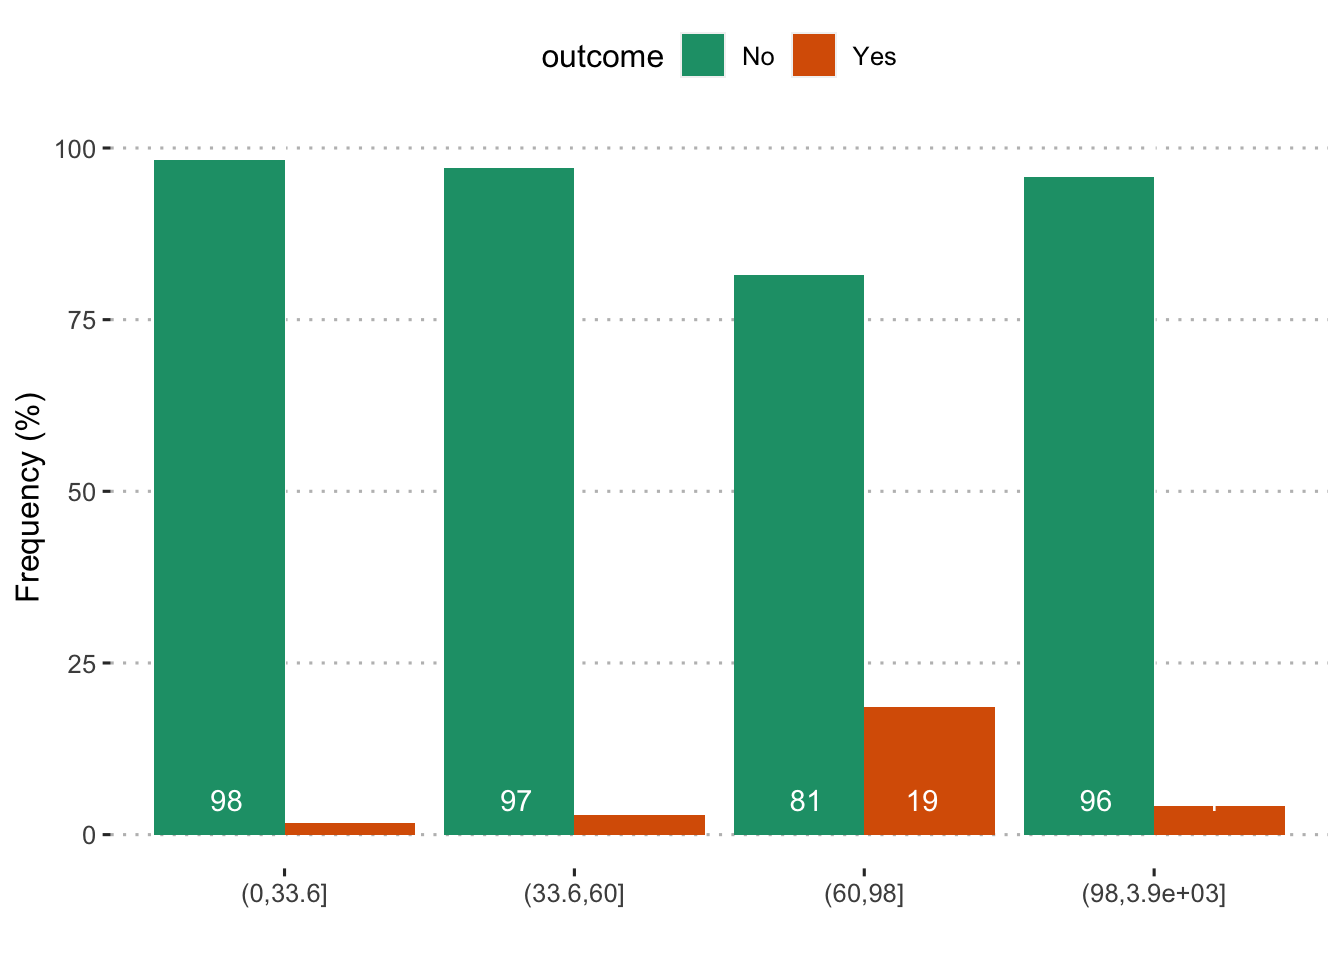 outcome No Yes
Frequency (%)
100
75
50
25
0
98 97 81 19 96
(0,33.6] (33.6,60] (60,98] (98,3.9e+03]